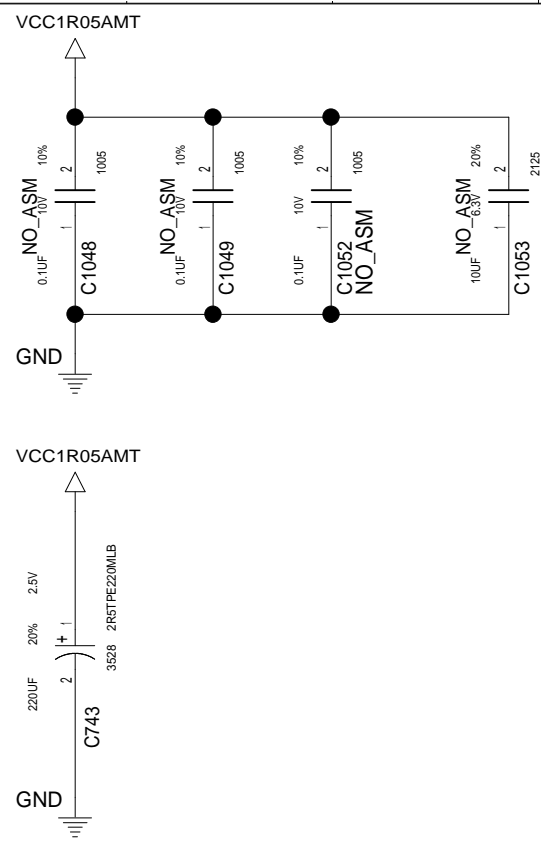 VCC1R05AMT
10%
2
1005
NO_ASM
10V
1
0.1UF
C1048
10%
2
1005
NO_ASM
10V
1
0.1UF
C1049
10%
2
1005
10V
1
0.1UF
C1052
NO_ASM
20%
2
2125
NO_ASM
6.3V
1
10UF
C1053
GND
VCC1R05AMT
2.5V
20%
220UF
+
1
2
3528
2R5TPE220MLB
C743
GND